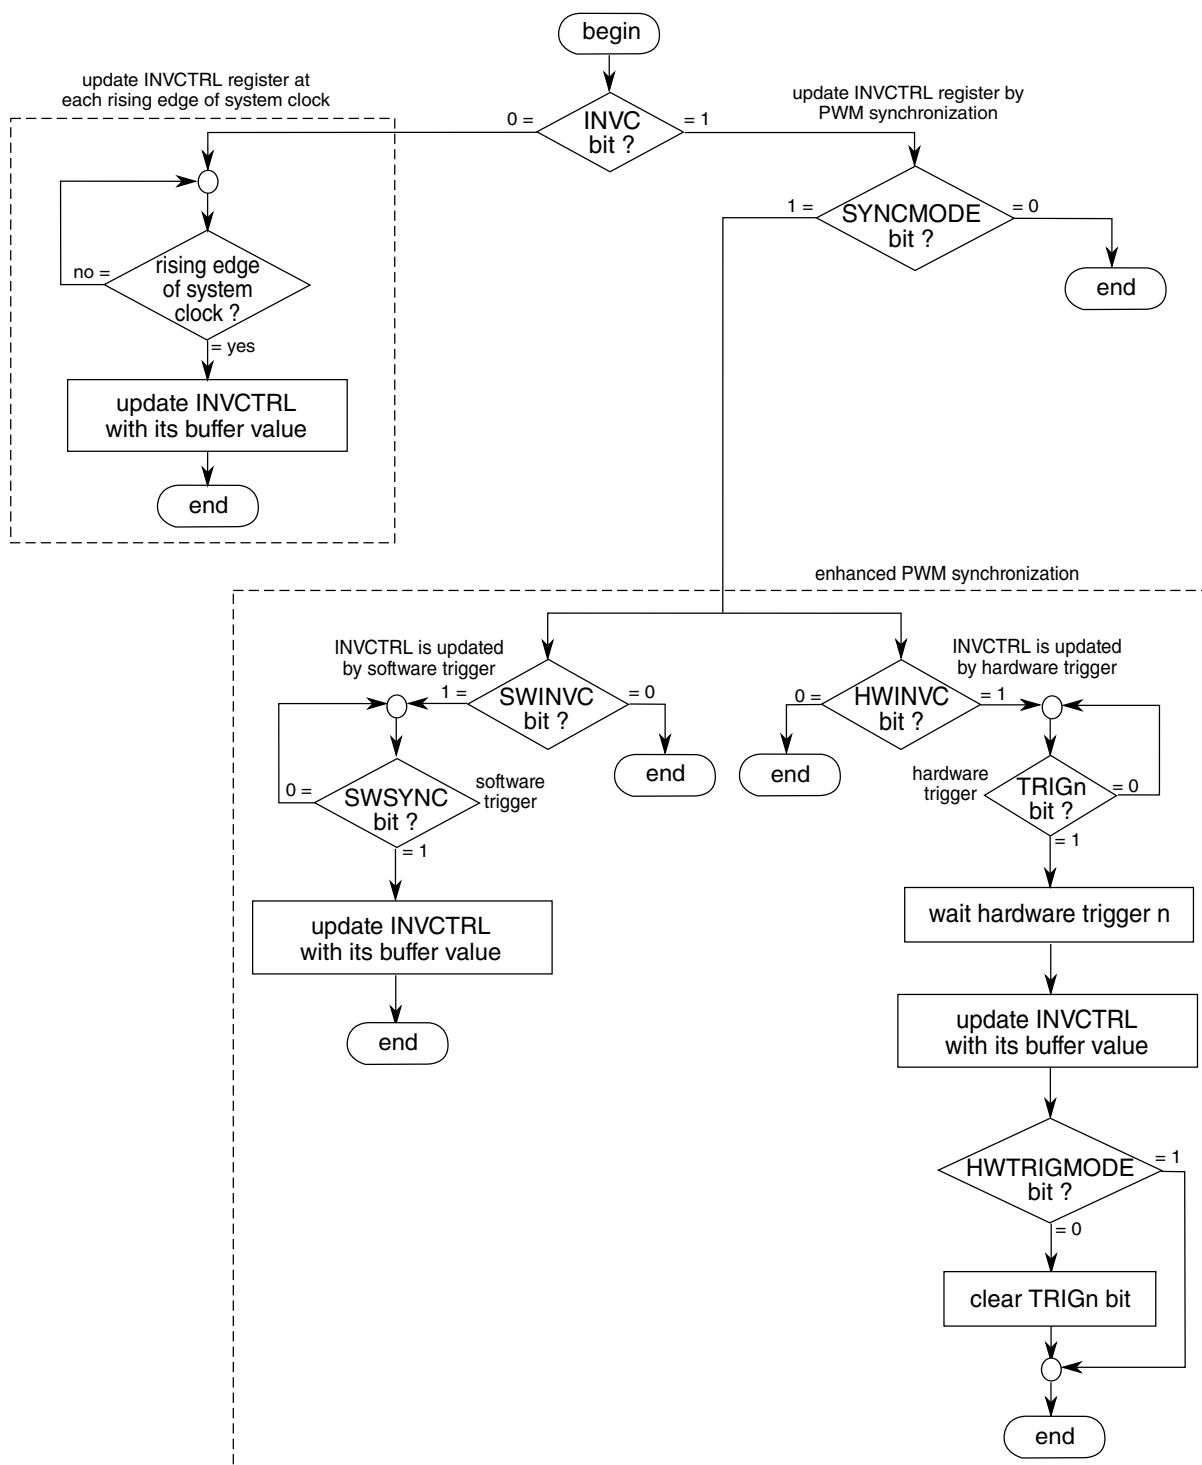 begin
update INVCTRL register at
each rising edge of system clock
0 =
INVC
bit ?
= 1
update INVCTRL register by
PWM synchronization
1 =
SYNCMODE
bit ?
= 0
end
no =
rising edge
of system
clock ?
= yes
update INVCTRL
with its buffer value
end
enhanced PWM synchronization
INVCTRL is updated
by software trigger
1 =
SWINVC
bit ?
= 0
end
0 =
SWSYNC
bit ?
software
trigger
= 1
update INVCTRL
with its buffer value
end
INVCTRL is updated
by hardware trigger
0 =
HWINVC
bit ?
= 1
end
hardware
trigger
TRIGn
bit ?
= 0
= 1
wait hardware trigger n
update INVCTRL
with its buffer value
HWTRIGMODE
bit ?
= 1
= 0
clear TRIGn bit
end